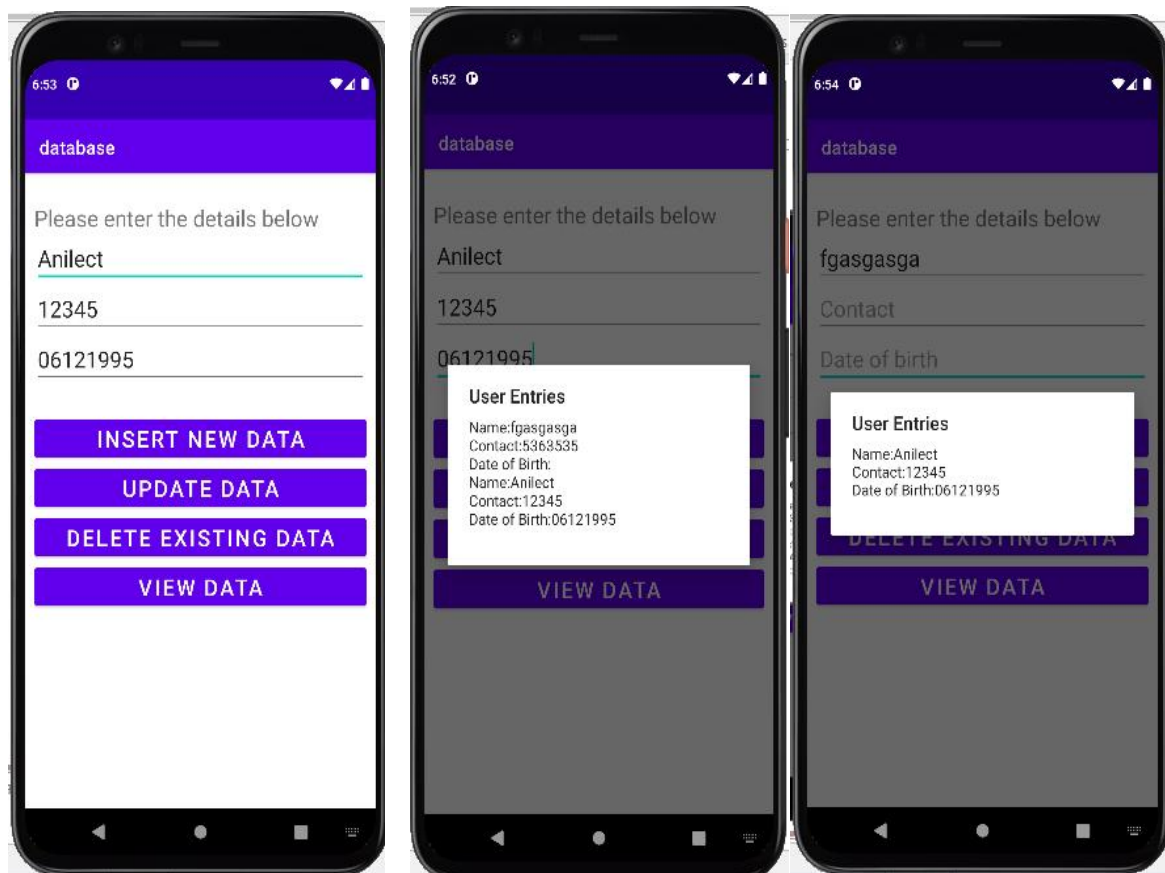 6:53
database
Please enter the details below
Anilect
12345
06121995
INSERT NEW DATA
UPDATE DATA
DELETE EXISTING DATA
VIEW DATA
6:52
database
Please enter the details below
Anilect
12345
06121995
User Entries
Name:fgasgasga
Contact:5363535
Date of Birth:
Name:Anilect
Contact:12345
Date of Birth:06121995
VIEW DATA
6:54
database
Please enter the details below
fgasgasga
Contact
Date of birth
User Entries
Name:Anilect
Contact:12345
Date of Birth:06121995
DELETE EXISTING DATA
VIEW DATA